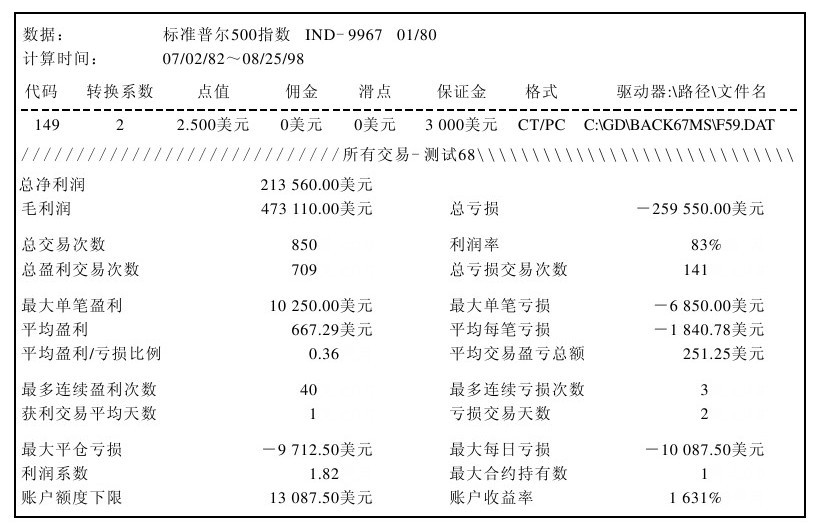 数据： 标准普尔500指数 IND-9967 01/80
计算时间： 07/02/82～08/25/98
代码 转换系数 点值 佣金 滑点 保证金 格式 驱动器:\路径\文件名
149 2 2.500美元 0美元 0美元 3 000美元 CT/PC C:\GD\BACK67MS\F59.DAT
/////////////////////////////所有交易-测试68\\\\\\\\\\\\\\\\\\\\\\\\\\\\\
总净利润 213 560.00美元
毛利润 473 110.00美元 总亏损 －259 550.00美元
总交易次数 850 利润率 83%
总盈利交易次数 709 总亏损交易次数 141
最大单笔盈利 10 250.00美元 最大单笔亏损 －6 850.00美元
平均盈利 667.29美元 平均每笔亏损 －1 840.78美元
平均盈利/亏损比例 0.36 平均交易盈亏总额 251.25美元
最多连续盈利次数 40 最多连续亏损次数 3
获利交易平均天数 1 亏损交易天数 2
最大平仓亏损 －9 712.50美元 最大每日亏损 －10 087.50美元
利润系数 1.82 最大合约持有数 1
账户额度下限 13 087.50美元 账户收益率 1 631%